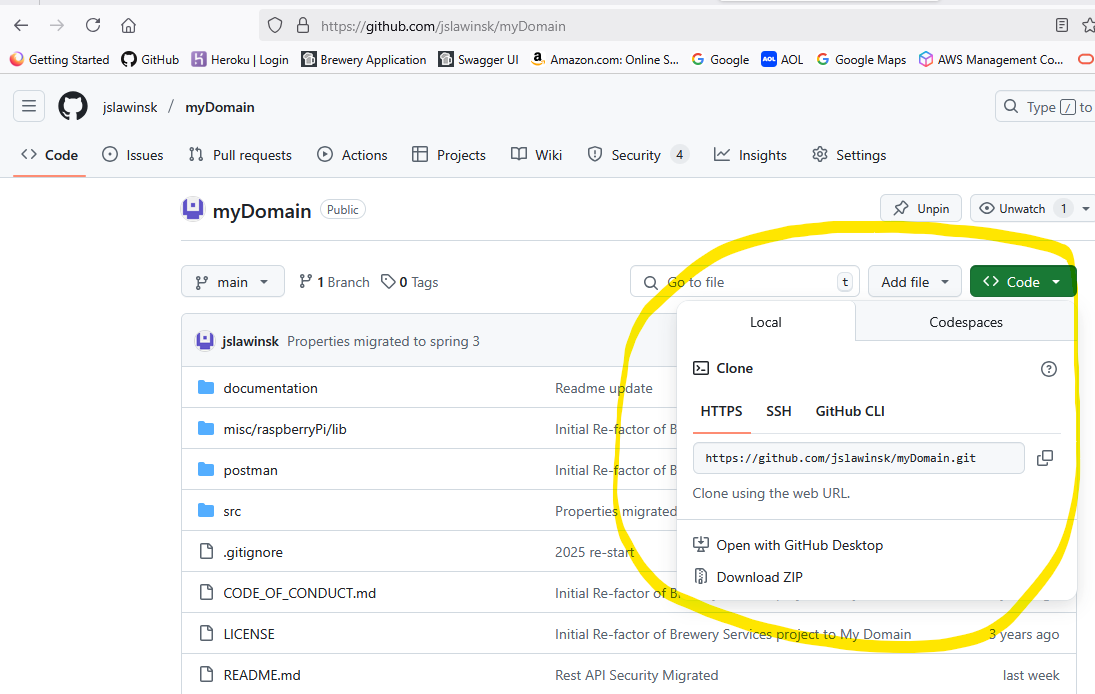 https://github.com/jslawinsk/myDomain
Getting Started GitHub Heroku | Login Brewery Application Swagger UI Amazon.com: Online S... Google AOL Google Maps AWS Management Co...
jslawinsk / myDomain Type / to
Code Issues Pull requests Actions Projects Wiki Security 4 Insights Settings
myDomain Public Unpin Unwatch 1
main 1 Branch 0 Tags Go to file t Add file Code
Local Codespaces
jslawinsk Properties migrated to spring 3
Clone
documentation Readme update
HTTPS SSH GitHub CLI
misc/raspberryPi/lib Initial Re-factor of B
https://github.com/jslawinsk/myDomain.git
postman Initial Re-factor of B
Clone using the web URL.
src Properties migrated
Open with GitHub Desktop
.gitignore 2025 re-start
Download ZIP
CODE_OF_CONDUCT.md Initial Re-factor of B
LICENSE Initial Re-factor of Brewery Services project to My Domain 3 years ago
README.md Rest API Security Migrated last week